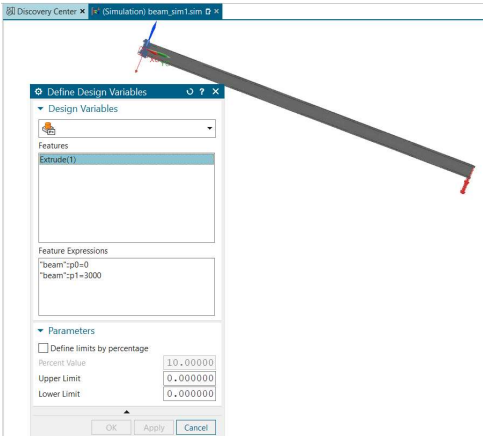 Discovery Center
(Simulation) beam_sim1.sim
Define Design Variables
Design Variables
Features
Extrude(1)
Feature Expressions
"beam"::p0=0
"beam"::p1=3000
Parameters
Define limits by percentage
Percent Value 10.00000
Upper Limit 0.000000
Lower Limit 0.000000
OK Apply Cancel